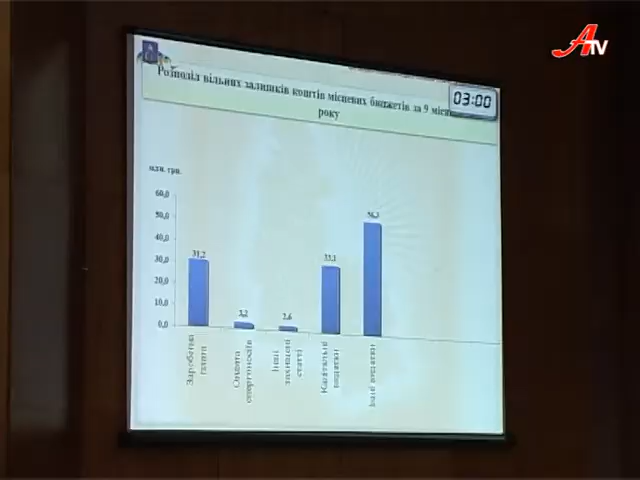 ATV
03:00
Розподіл вільних залишків коштів місцевих бюджетів за 9
року
млн. грн.
60,0
50,0
40,0
30,0
20,0
10,0
0,0
31,2
3,2
2,6
33,1
56,3
Заробітна
плата
Оплата
енергоносіїв
Інші
захищені
статті
Капітальні
видатки
Інші видатки